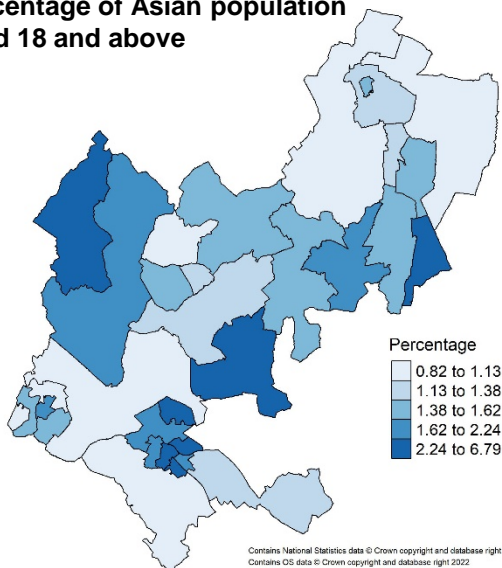 centage of Asian population
d 18 and above
Percentage
0.82 to 1.13
1.13 to 1.38
1.38 to 1.62
1.62 to 2.24
2.24 to 6.79
Contains National Statistics data © Crown copyright and database right
Contains OS data © Crown copyright and database right 2022